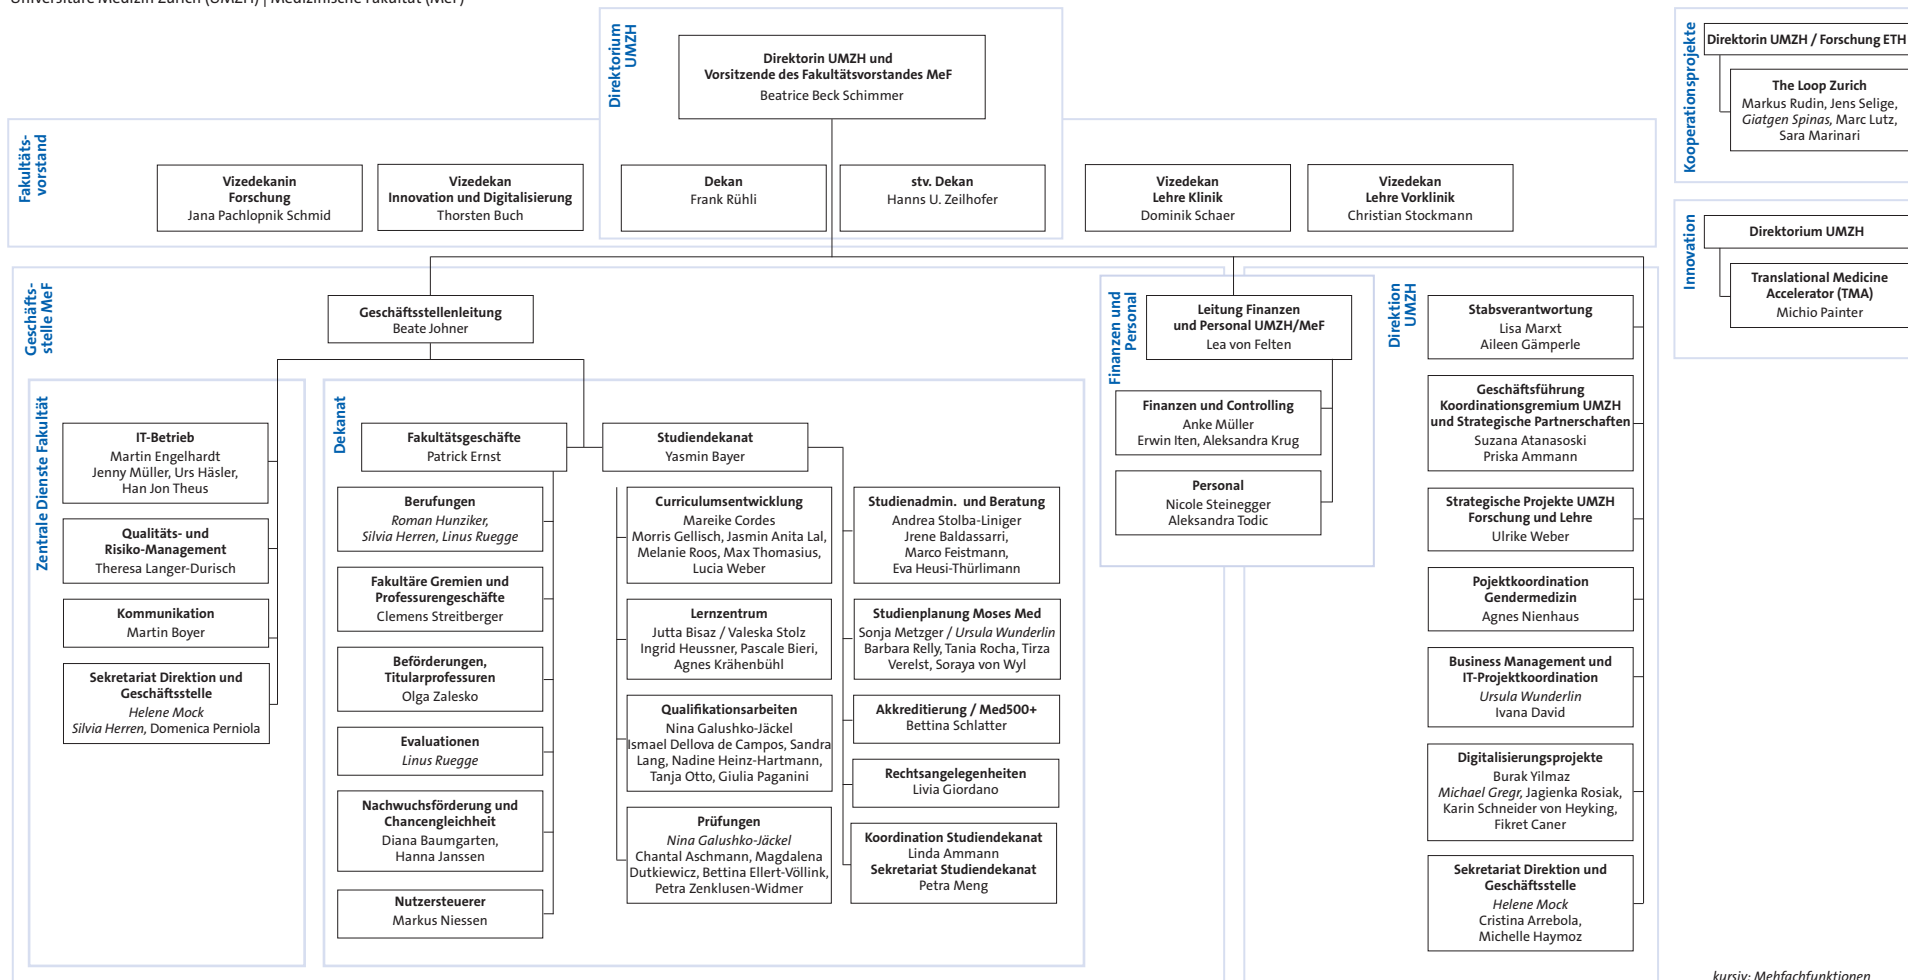 Universitäre Medizin Zürich (UMZH) | Medizinische Fakultät (MeF)
Direktorium
UMZH
Direktorin UMZH und
Vorsitzende des Fakultätsvorstandes MeF
Beatrice Beck Schimmer
Fakultäts-
vorstand
Vizedekanin
Forschung
Jana Pachlopnik Schmid
Vizedekan
Innovation und Digitalisierung
Thorsten Buch
Dekan
Frank Rühli
stv. Dekan
Hanns U. Zeilhofer
Vizedekan
Lehre Klinik
Dominik Schaer
Vizedekan
Lehre Vorklinik
Christian Stockmann
Kooperationsprojekte
Direktorin UMZH / Forschung ETH
The Loop Zurich
Markus Rudin, Jens Selige,
Giatgen Spinas, Marc Lutz,
Sara Marinari
Innovation
Direktorium UMZH
Translational Medicine
Accelerator (TMA)
Michio Painter
Geschäfts-
stelle MeF
Geschäftsstellenleitung
Beate Johner
Zentrale Dienste Fakultät
IT-Betrieb
Martin Engelhardt
Jenny Müller, Urs Häsler,
Han Jon Theus
Qualitäts- und
Risiko-Management
Theresa Langer-Durisch
Kommunikation
Martin Boyer
Sekretariat Direktion und
Geschäftsstelle
Helene Mock
Silvia Herren, Domenica Perniola
Dekanat
Fakultätsgeschäfte
Patrick Ernst
Berufungen
Roman Hunziker,
Silvia Herren, Linus Ruegge
Fakultäre Gremien und
Professurengeschäfte
Clemens Streitberger
Beförderungen,
Titularprofessuren
Olga Zalesko
Evaluationen
Linus Ruegge
Nachwuchsförderung und
Chancengleichheit
Diana Baumgarten,
Hanna Janssen
Nutzersteuerer
Markus Niessen
Studiendekanat
Yasmin Bayer
Curriculumsentwicklung
Mareike Cordes
Morris Gellisch, Jasmin Anita Lal,
Melanie Roos, Max Thomasius,
Lucia Weber
Lernzentrum
Jutta Bisaz / Valeska Stolz
Ingrid Heussner, Pascale Bieri,
Agnes Krähenbühl
Qualifikationsarbeiten
Nina Galushko-Jäckel
Ismael Dellova de Campos, Sandra
Lang, Nadine Heinz-Hartmann,
Tanja Otto, Giulia Paganini
Prüfungen
Nina Galushko-Jäckel
Chantal Aschmann, Magdalena
Dutkiewicz, Bettina Ellert-Völlink,
Petra Zenklusen-Widmer
Studienadmin. und Beratung
Andrea Stolba-Liniger
Jrene Baldassarri,
Marco Feistmann,
Eva Heusi-Thürlimann
Studienplanung Moses Med
Sonja Metzger / Ursula Wunderlin
Barbara Relly, Tania Rocha, Tirza
Verelst, Soraya von Wyl
Akkreditierung / Med500+
Bettina Schlatter
Rechtsangelegenheiten
Livia Giordano
Koordination Studiendekanat
Linda Ammann
Sekretariat Studiendekanat
Petra Meng
Finanzen und
Personal
Leitung Finanzen
und Personal UMZH/MeF
Lea von Felten
Finanzen und Controlling
Anke Müller
Erwin Iten, Aleksandra Krug
Personal
Nicole Steinegger
Aleksandra Todic
Direktion
UMZH
Stabsverantwortung
Lisa Marxt
Aileen Gämperle
Geschäftsführung
Koordinationsgremium UMZH
und Strategische Partnerschaften
Suzana Atanasoski
Priska Ammann
Strategische Projekte UMZH
Forschung und Lehre
Ulrike Weber
Pojektkoordination
Gendermedizin
Agnes Nienhaus
Business Management und
IT-Projektkoordination
Ursula Wunderlin
Ivana David
Digitalisierungsprojekte
Burak Yilmaz
Michael Gregr, Jagienka Rosiak,
Karin Schneider von Heyking,
Fikret Caner
Sekretariat Direktion und
Geschäftsstelle
Helene Mock
Cristina Arrebola,
Michelle Haymoz
kursiv: Mehfachfunktionen